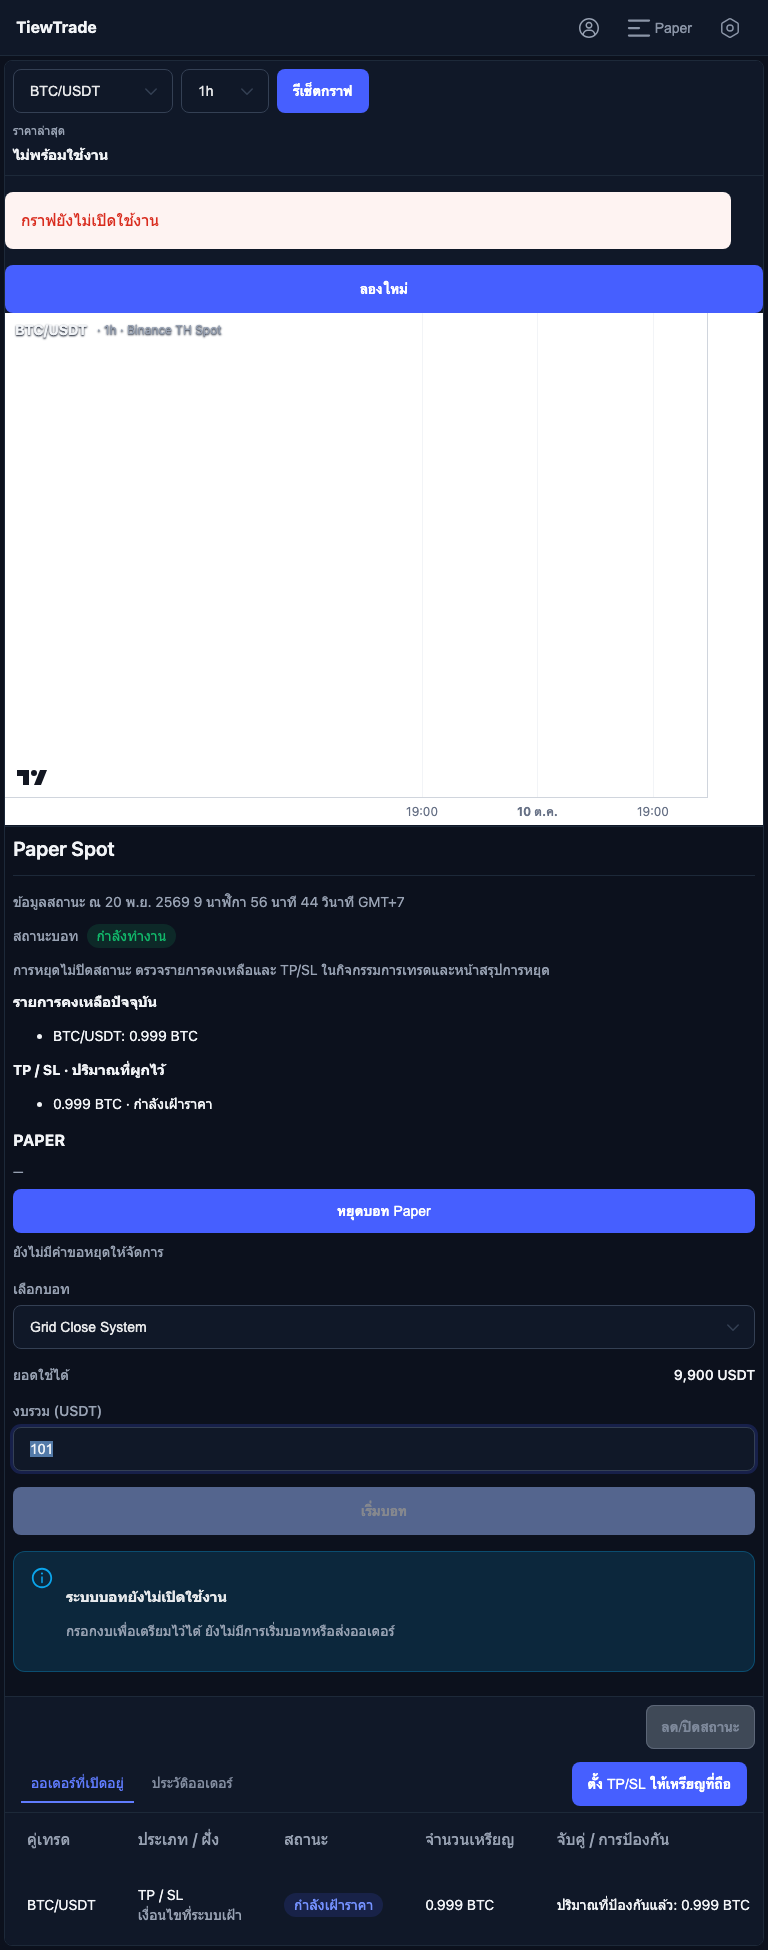 TiewTrade
Paper
BTC/USDT
1h
รีเซ็ตกราฟ
ราคาล่าสุด
ไม่พร้อมใช้งาน
กราฟยังไม่เปิดใช้งาน
ลองใหม่
BTC/USDT · 1h · Binance TH Spot
19:00 10 ต.ค. 19:00
Paper Spot
ข้อมูลสถานะ ณ 20 พ.ย. 2569 9 นาฬิกา 56 นาที 44 วินาที GMT+7
สถานะบอท กำลังทำงาน
การหยุดไม่ปิดสถานะ ตรวจรายการคงเหลือและ TP/SL ในกิจกรรมการเทรดและหน้าสรุปการหยุด
รายการคงเหลือปัจจุบัน
BTC/USDT: 0.999 BTC
TP / SL · ปริมาณที่ผูกไว้
0.999 BTC · กำลังเฝ้าราคา
PAPER
—
หยุดบอท Paper
ยังไม่มีคำขอหยุดให้จัดการ
เลือกบอท
Grid Close System
ยอดใช้ได้ 9,900 USDT
งบรวม (USDT)
101
เริ่มบอท
ระบบบอทยังไม่เปิดใช้งาน
กรอกงบเพื่อเตรียมไว้ได้ ยังไม่มีการเริ่มบอทหรือส่งออเดอร์
ลด/ปิดสถานะ
ออเดอร์ที่เปิดอยู่ ประวัติออเดอร์ ตั้ง TP/SL ให้เหรียญที่ถือ
คู่เทรด ประเภท / ฝั่ง สถานะ จำนวนเหรียญ จับคู่ / การป้องกัน
BTC/USDT TP / SL กำลังเฝ้าราคา 0.999 BTC ปริมาณที่ป้องกันแล้ว: 0.999 BTC
เงื่อนไขที่ระบบเฝ้า